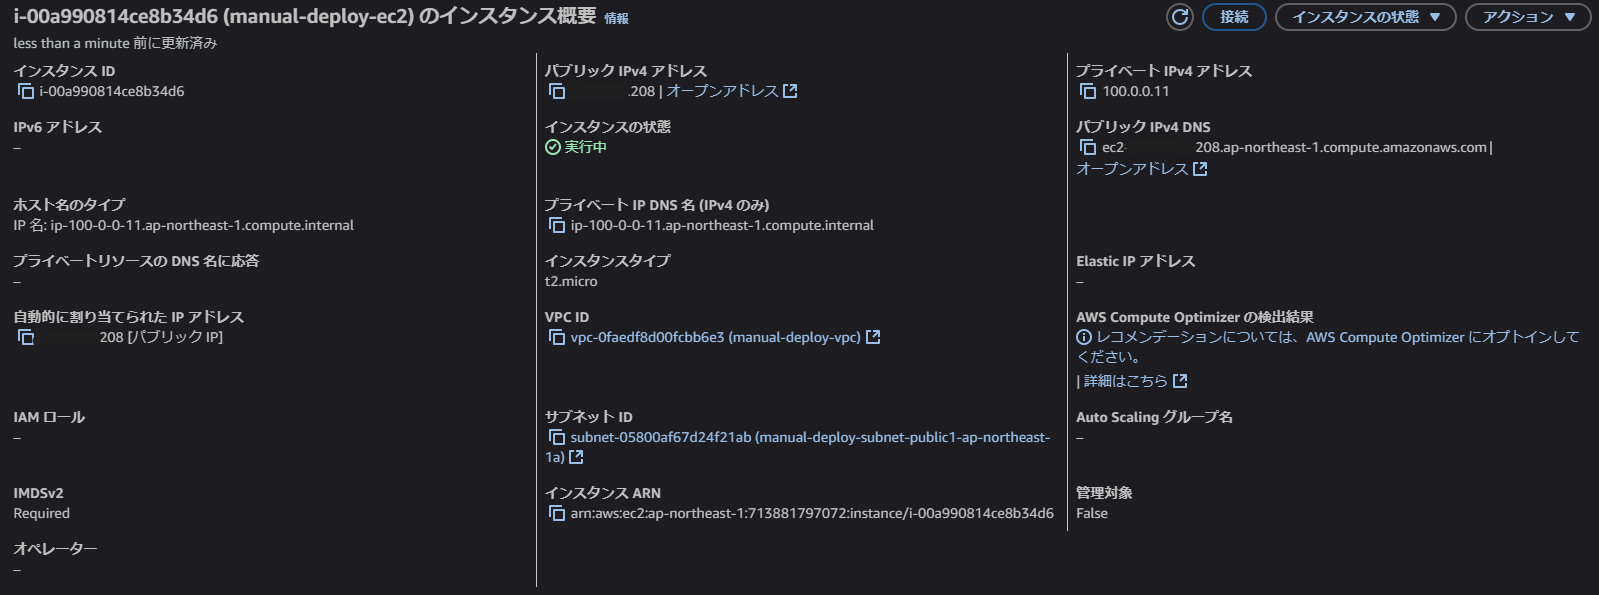 i-00a990814ce8b34d6 (manual-deploy-ec2) のインスタンス概要 情報
接続
インスタンスの状態
アクション
less than a minute 前に更新済み
インスタンス ID
i-00a990814ce8b34d6
パブリック IPv4 アドレス
.208 | オープンアドレス
プライベート IPv4 アドレス
100.0.0.11
IPv6 アドレス
–
インスタンスの状態
実行中
パブリック IPv4 DNS
ec2- 208.ap-northeast-1.compute.amazonaws.com |
オープンアドレス
ホスト名のタイプ
IP 名: ip-100-0-0-11.ap-northeast-1.compute.internal
プライベート IP DNS 名 (IPv4 のみ)
ip-100-0-0-11.ap-northeast-1.compute.internal
プライベートリソースの DNS 名に応答
–
インスタンスタイプ
t2.micro
Elastic IP アドレス
–
自動的に割り当てられた IP アドレス
208 [パブリック IP]
VPC ID
vpc-0faedf8d00fcbb6e3 (manual-deploy-vpc)
AWS Compute Optimizer の検出結果
レコメンデーションについては、AWS Compute Optimizer にオプトインして
ください。
| 詳細はこちら
IAM ロール
–
サブネット ID
subnet-05800af67d24f21ab (manual-deploy-subnet-public1-ap-northeast-
1a)
Auto Scaling グループ名
–
IMDSv2
Required
インスタンス ARN
arn:aws:ec2:ap-northeast-1:713881797072:instance/i-00a990814ce8b34d6
管理対象
False
オペレーター
–